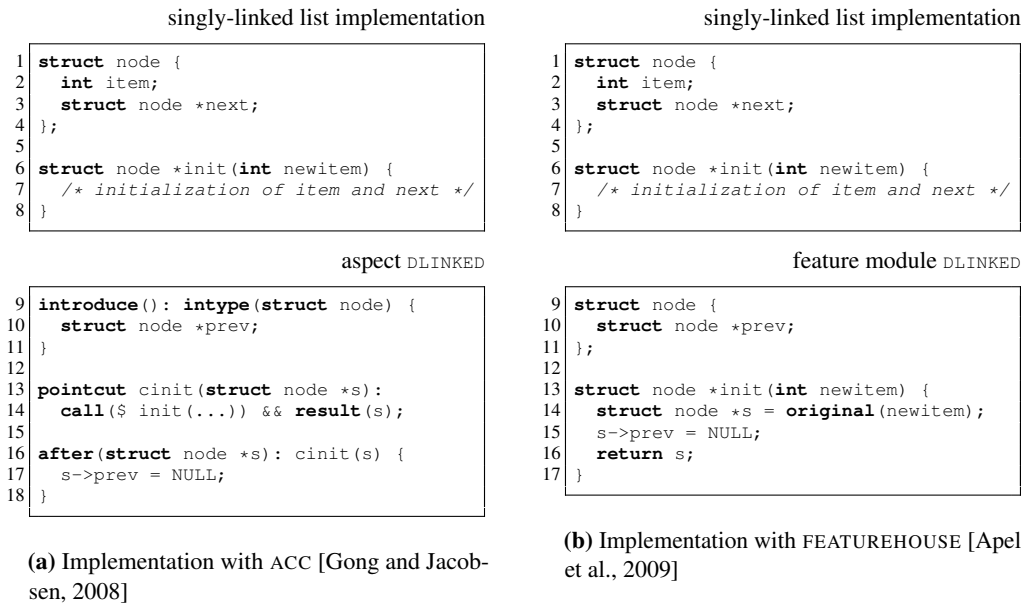 singly-linked list implementation
1 struct node {
2   int item;
3   struct node *next;
4 };
5
6 struct node *init(int newitem) {
7   /* initialization of item and next */
8 }
aspect DLINKED
9 introduce(): intype(struct node) {
10   struct node *prev;
11 }
12
13 pointcut cinit(struct node *s):
14   call($ init(...)) && result(s);
15
16 after(struct node *s): cinit(s) {
17   s->prev = NULL;
18 }
(a) Implementation with ACC [Gong and Jacob-
sen, 2008]
singly-linked list implementation
1 struct node {
2   int item;
3   struct node *next;
4 };
5
6 struct node *init(int newitem) {
7   /* initialization of item and next */
8 }
feature module DLINKED
9 struct node {
10   struct node *prev;
11 };
12
13 struct node *init(int newitem) {
14   struct node *s = original(newitem);
15   s->prev = NULL;
16   return s;
17 }
(b) Implementation with FEATUREHOUSE [Apel
et al., 2009]